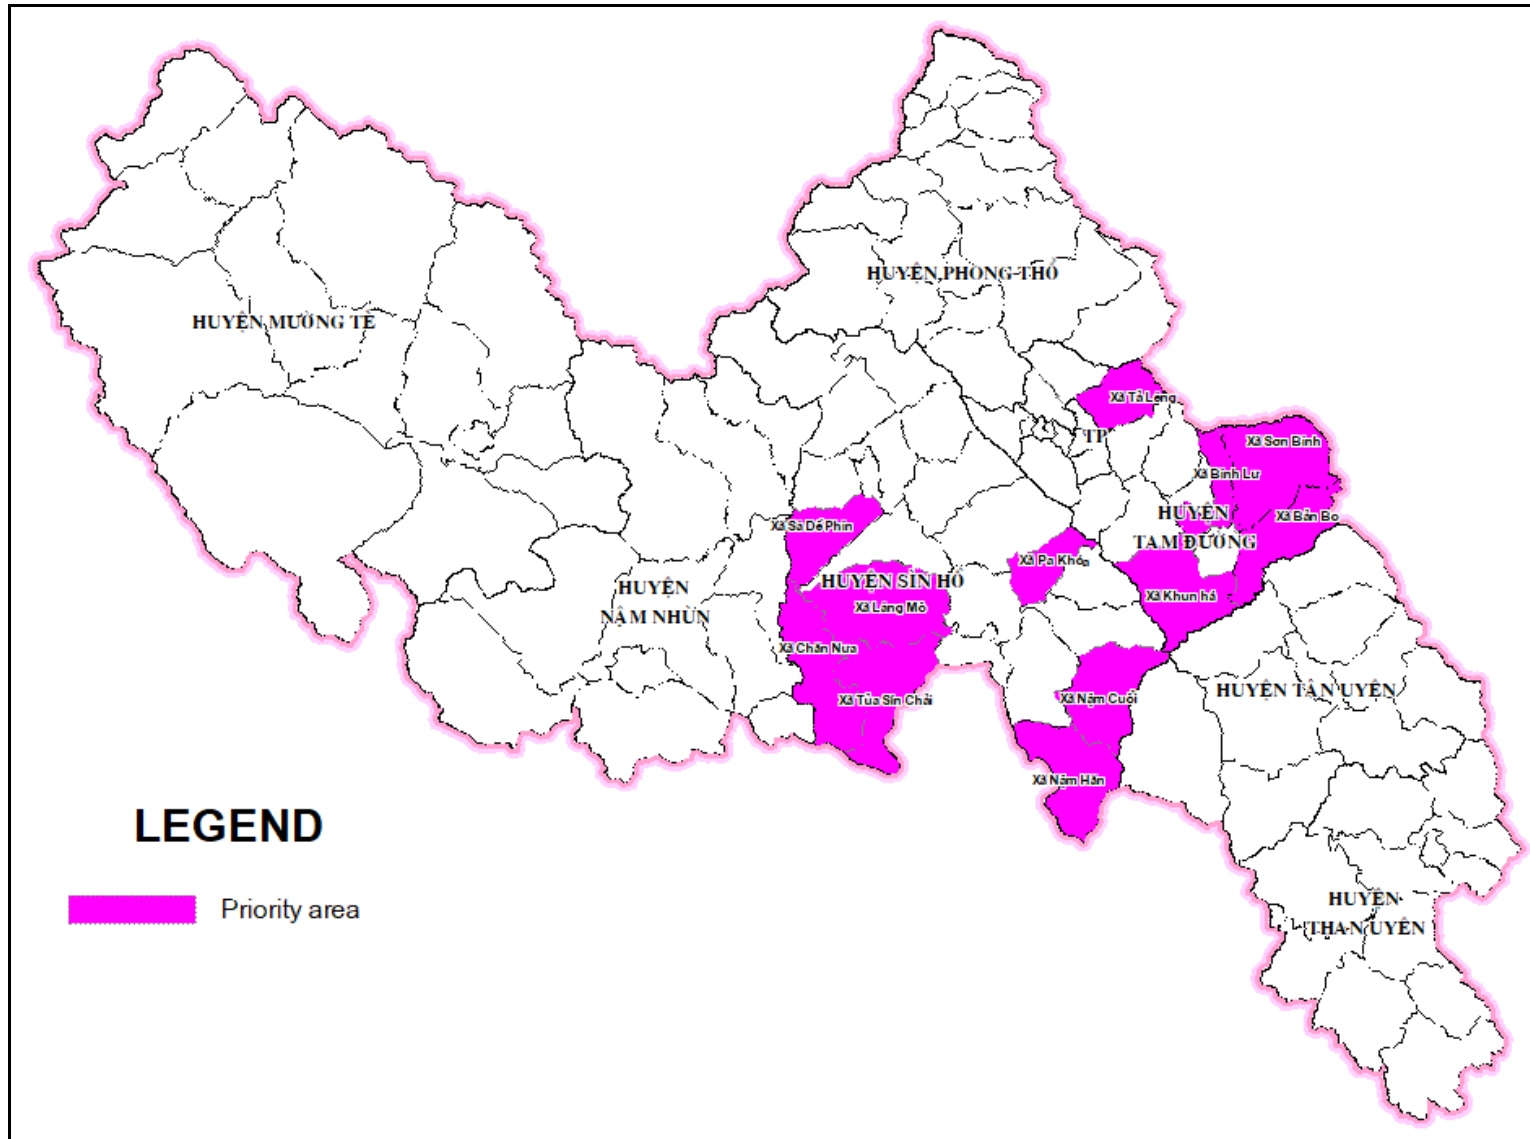 HUYỆN PHONG THỔ
HUYỆN MƯỜNG TÈ
Xã Tả Lẻng
TP
Xã Sơn Bình
Xã Bình Lư
HUYỆN
TAM ĐƯỜNG
Xã Bản Bo
Xã Sà Dề Phìn
Xã Pa Khóa
HUYỆN SÌN HỒ
HUYỆN
NẬM NHÙN
Xã Làng Mô
Xã Khun há
Xã Chăn Nưa
Xã Tủa Sín Chải
Xã Nậm Cuổi
HUYỆN TÂN UYÊN
Xã Nậm Hăn
LEGEND
Priority area
HUYỆN
THAN UYÊN